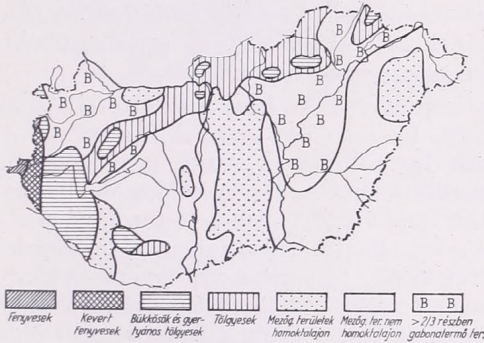 B
B B
B B
B B
B B
B
B B
B B
B B
B B
B B
B B
B B
Fenyvesek
Kevert
fenyvesek
Bükkösök és gyer-
tyános tölgyesek
Tölgyesek
Mezőg. területek
homoktalajon
Mezőg. ter. nem
homoktalajon
>2/3 részben
gabonatermő ter.